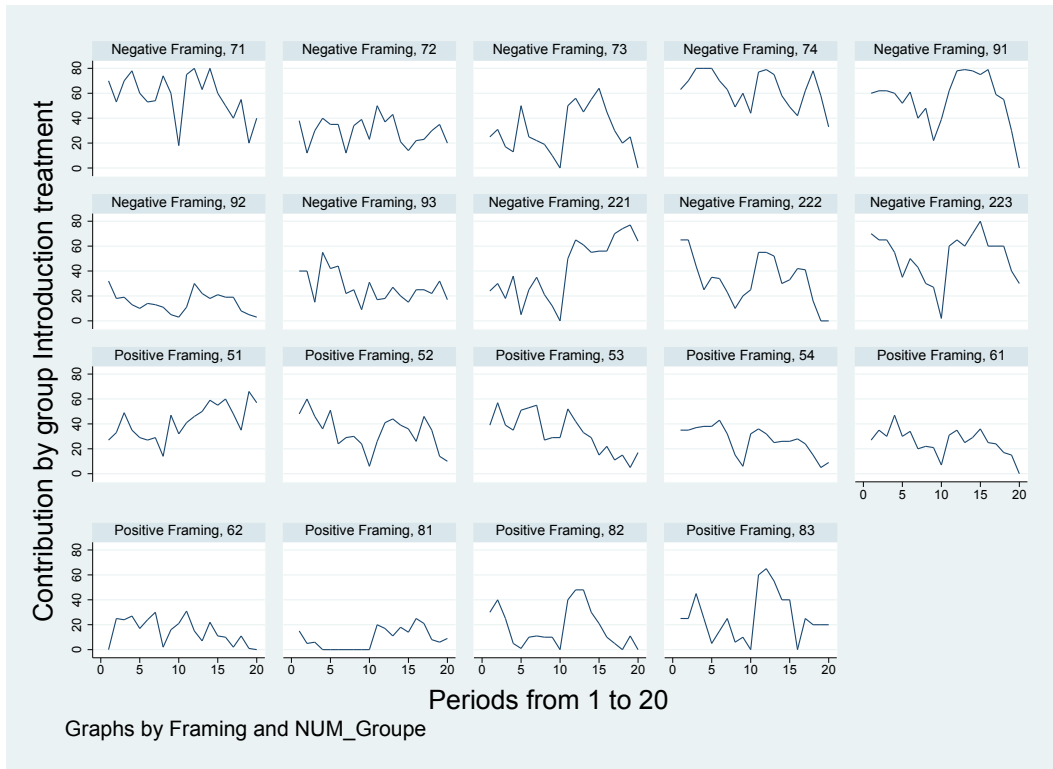 Contribution by group Introduction treatment
Negative Framing, 71
Negative Framing, 72
Negative Framing, 73
Negative Framing, 74
Negative Framing, 91
0 20 40 60 80
Negative Framing, 92
Negative Framing, 93
Negative Framing, 221
Negative Framing, 222
Negative Framing, 223
0 20 40 60 80
Positive Framing, 51
Positive Framing, 52
Positive Framing, 53
Positive Framing, 54
Positive Framing, 61
0 20 40 60 80
0 5 10 15 20
Positive Framing, 62
Positive Framing, 81
Positive Framing, 82
Positive Framing, 83
0 20 40 60 80
0 5 10 15 20
0 5 10 15 20
0 5 10 15 20
0 5 10 15 20
Periods from 1 to 20
Graphs by Framing and NUM_Groupe